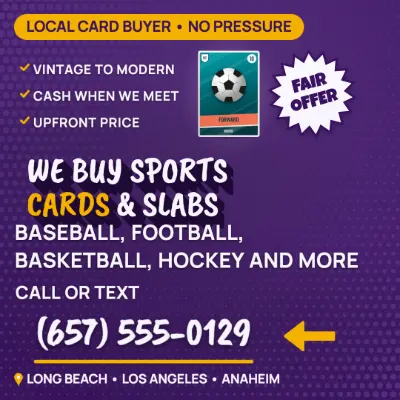 LOCAL CARD BUYER • NO PRESSURE
VINTAGE TO MODERN
CASH WHEN WE MEET
UPFRONT PRICE
FORWARD
FAIR
OFFER
WE BUY SPORTS
CARDS & SLABS
BASEBALL, FOOTBALL,
BASKETBALL, HOCKEY AND MORE
CALL OR TEXT
(657) 555-0129
LONG BEACH • LOS ANGELES • ANAHEIM